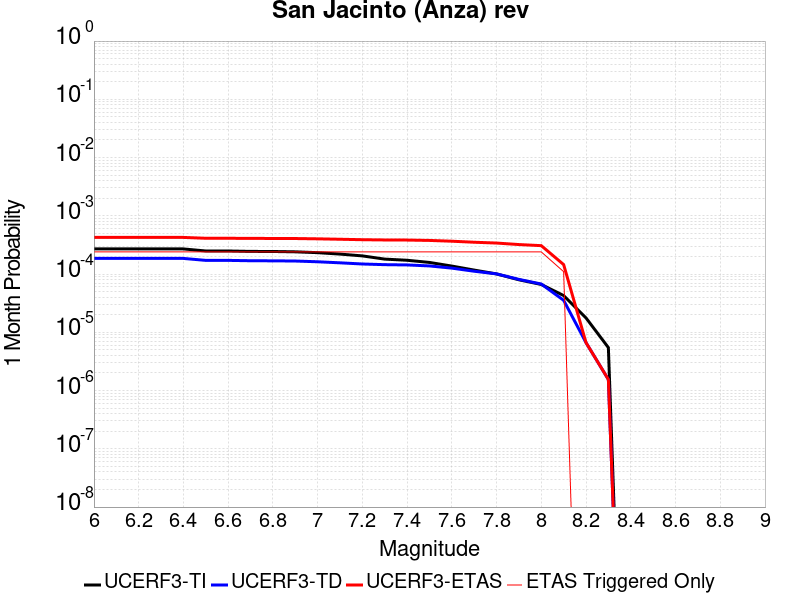 San Jacinto (Anza) rev
1 Month Probability
10^0
10^-1
10^-2
10^-3
10^-4
10^-5
10^-6
10^-7
10^-8
6 6.2 6.4 6.6 6.8 7 7.2 7.4 7.6 7.8 8 8.2 8.4 8.6 8.8 9
Magnitude
UCERF3-TI UCERF3-TD UCERF3-ETAS ETAS Triggered Only